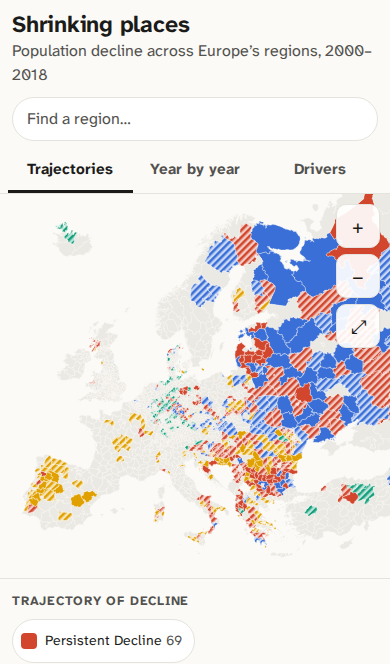 Shrinking places
Population decline across Europe’s regions, 2000–
2018
Find a region...
Trajectories
Year by year
Drivers
+
−
TRAJECTORY OF DECLINE
Persistent Decline 69